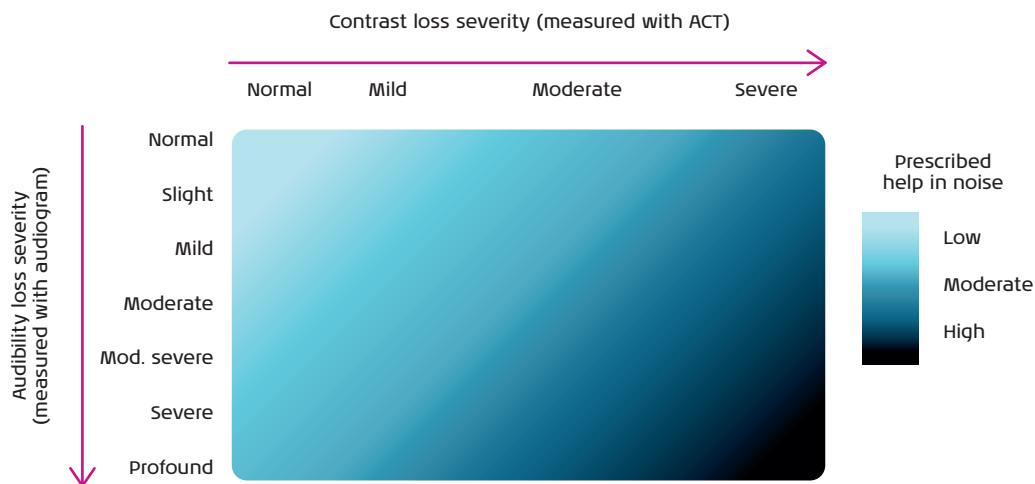 Contrast loss severity (measured with ACT)
Normal Mild Moderate Severe
Audibility loss severity
(measured with audiogram)
Normal
Slight
Mild
Moderate
Mod. severe
Severe
Profound
Prescribed
help in noise
Low
Moderate
High